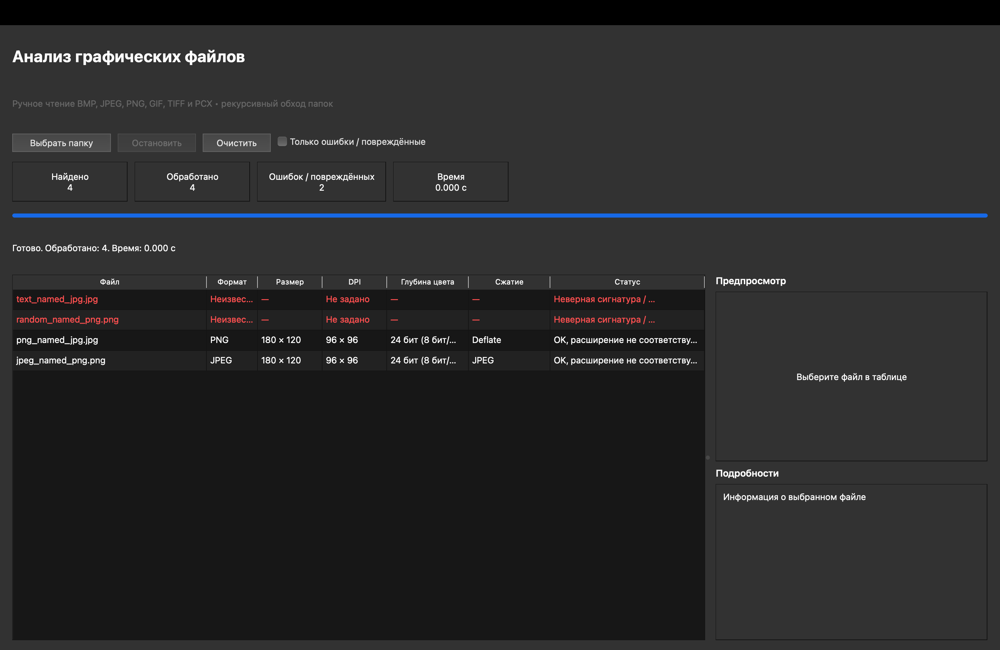 Анализ графических файлов
Ручное чтение BMP, JPEG, PNG, GIF, TIFF и PCX • рекурсивный обход папок
Выбрать папку Остановить Очистить Только ошибки / повреждённые
Найдено Обработано Ошибок / повреждённых Время
4 4 2 0.000 с
Готово. Обработано: 4. Время: 0.000 с
Файл Формат Размер DPI Глубина цвета Сжатие Статус
text_named_jpg.jpg Неизвес... — Не задано — — Неверная сигнатура / ...
random_named_png.png Неизвес... — Не задано — — Неверная сигнатура / ...
png_named_jpg.jpg PNG 180 × 120 96 × 96 24 бит (8 бит/... Deflate OK, расширение не соответству...
jpeg_named_png.png JPEG 180 × 120 96 × 96 24 бит (8 бит/... JPEG OK, расширение не соответству...
Предпросмотр
Выберите файл в таблице
Подробности
Информация о выбранном файле